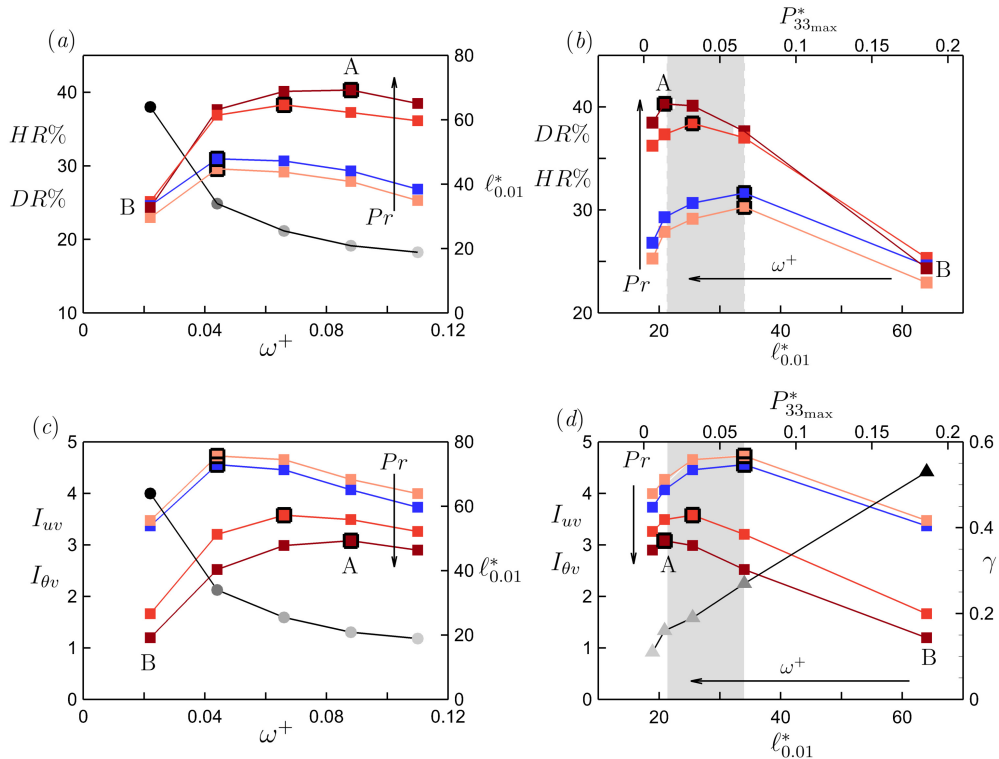 (a)
80
A
40
60
HR%
30
40
ℓ*0.01
DR%
B
Pr
20
20
10
0
0
0.04
0.08
0.12
ω+
P*33max
0
0.05
0.1
0.15
0.2
(b)
A
40
DR%
HR%
30
ω+
B
Pr
20
20
40
60
ℓ*0.01
(c)
5
80
Pr
4
60
Iuv
3
A
40
ℓ*0.01
Iθv
2
20
1
B
0
0
0
0.04
0.08
0.12
ω+
P*33max
0
0.05
0.1
0.15
0.2
(d)
5
0.6
Pr
4
0.4
Iuv
3
A
γ
Iθv
2
0.2
1
B
ω+
0
0
20
40
60
ℓ*0.01